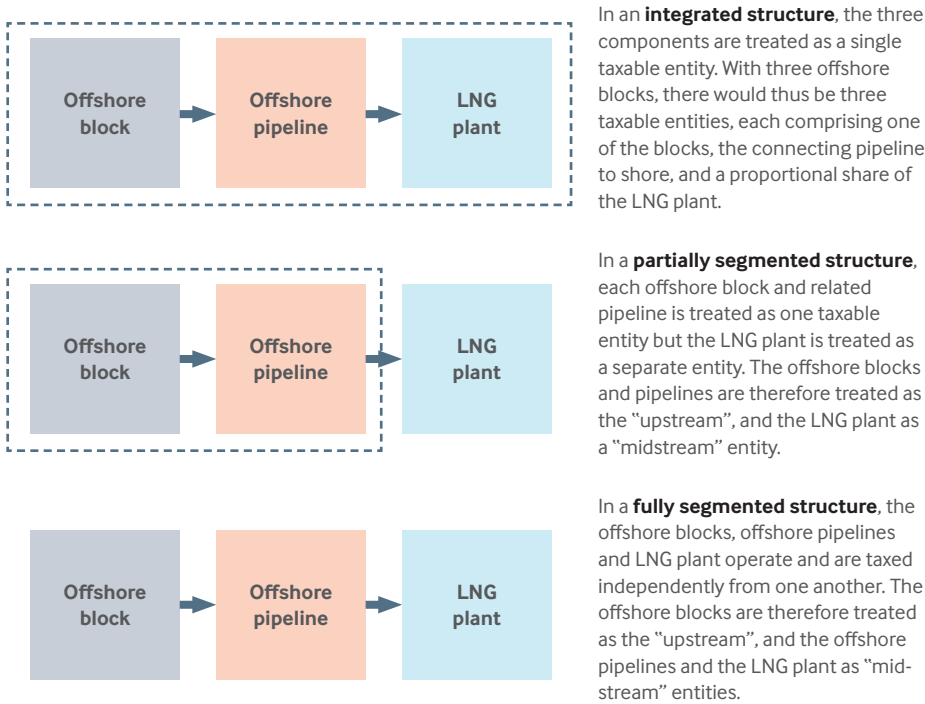 Offshore
block
Offshore
pipeline
LNG
plant
In an integrated structure, the three
components are treated as a single
taxable entity. With three offshore
blocks, there would thus be three
taxable entities, each comprising one
of the blocks, the connecting pipeline
to shore, and a proportional share of
the LNG plant.
Offshore
block
Offshore
pipeline
LNG
plant
In a partially segmented structure,
each offshore block and related
pipeline is treated as one taxable
entity but the LNG plant is treated as
a separate entity. The offshore blocks
and pipelines are therefore treated as
the “upstream”, and the LNG plant as
a “midstream” entity.
Offshore
block
Offshore
pipeline
LNG
plant
In a fully segmented structure, the
offshore blocks, offshore pipelines
and LNG plant operate and are taxed
independently from one another. The
offshore blocks are therefore treated
as the “upstream”, and the offshore
pipelines and the LNG plant as “mid-
stream” entities.